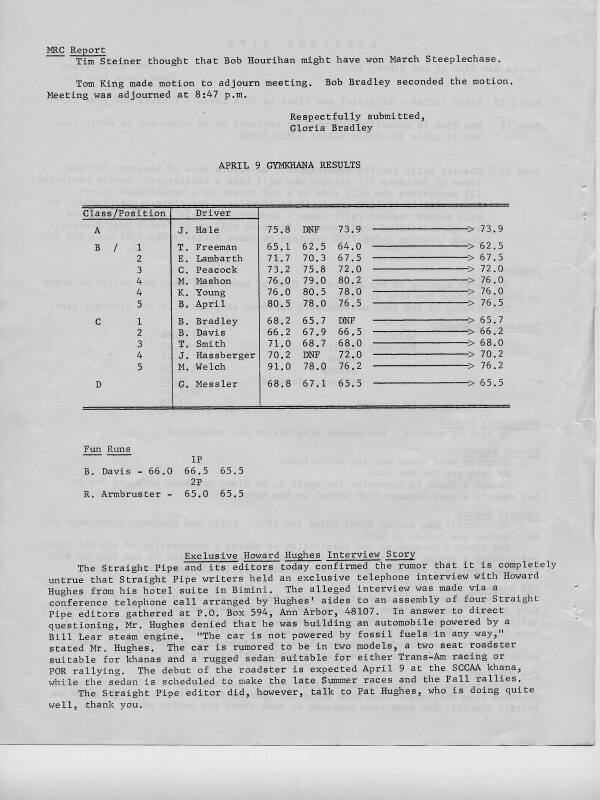 MRC Report
Tim Steiner thought that Bob Hourihan might have won March Steeplechase.
Tom King made motion to adjourn meeting. Bob Bradley seconded the motion.
Meeting was adjourned at 8:47 p.m.
Respectfully submitted,
Gloria Bradley
APRIL 9 GYMKHANA RESULTS
Class/Position Driver
A J. Hale 75.8 DNF 73.9 > 73.9
B / 1 T. Freeman 65.1 62.5 64.0 > 62.5
2 E. Lambarth 71.7 70.3 67.5 > 67.5
3 C. Peacock 73.2 75.8 72.0 > 72.0
4 M. Mashon 76.0 79.0 80.2 > 76.0
4 K. Young 76.0 80.5 78.0 > 76.0
5 B. April 80.5 78.0 76.5 > 76.5
C 1 B. Bradley 68.2 65.7 DNF > 65.7
2 B. Davis 66.2 67.9 66.5 > 66.2
3 T. Smith 71.0 68.7 68.0 > 68.0
4 J. Hassberger 70.2 DNF 72.0 > 70.2
5 M. Welch 91.0 78.0 76.2 > 76.2
D G. Messler 68.8 67.1 65.5 > 65.5
Fun Runs
1P
B. Davis - 66.0 66.5 65.5
2P
R. Armbruster - 65.0 65.5
Exclusive Howard Hughes Interview Story
The Straight Pipe and its editors today confirmed the rumor that it is completely
untrue that Straight Pipe writers held an exclusive telephone interview with Howard
Hughes from his hotel suite in Bimini. The alleged interview was made via a
conference telephone call arranged by Hughes' aides to an assembly of four Straight
Pipe editors gathered at P.O. Box 594, Ann Arbor, 48107. In answer to direct
questioning, Mr. Hughes denied that he was building an automobile powered by a
Bill Lear steam engine. "The car is not powered by fossil fuels in any way,"
stated Mr. Hughes. The car is rumored to be in two models, a two seat roadster
suitable for khanas and a rugged sedan suitable for either Trans-Am racing or
POR rallying. The debut of the roadster is expected April 9 at the SCCAA khana,
while the sedan is scheduled to make the late Summer races and the Fall rallies.
The Straight Pipe editor did, however, talk to Pat Hughes, who is doing quite
well, thank you.